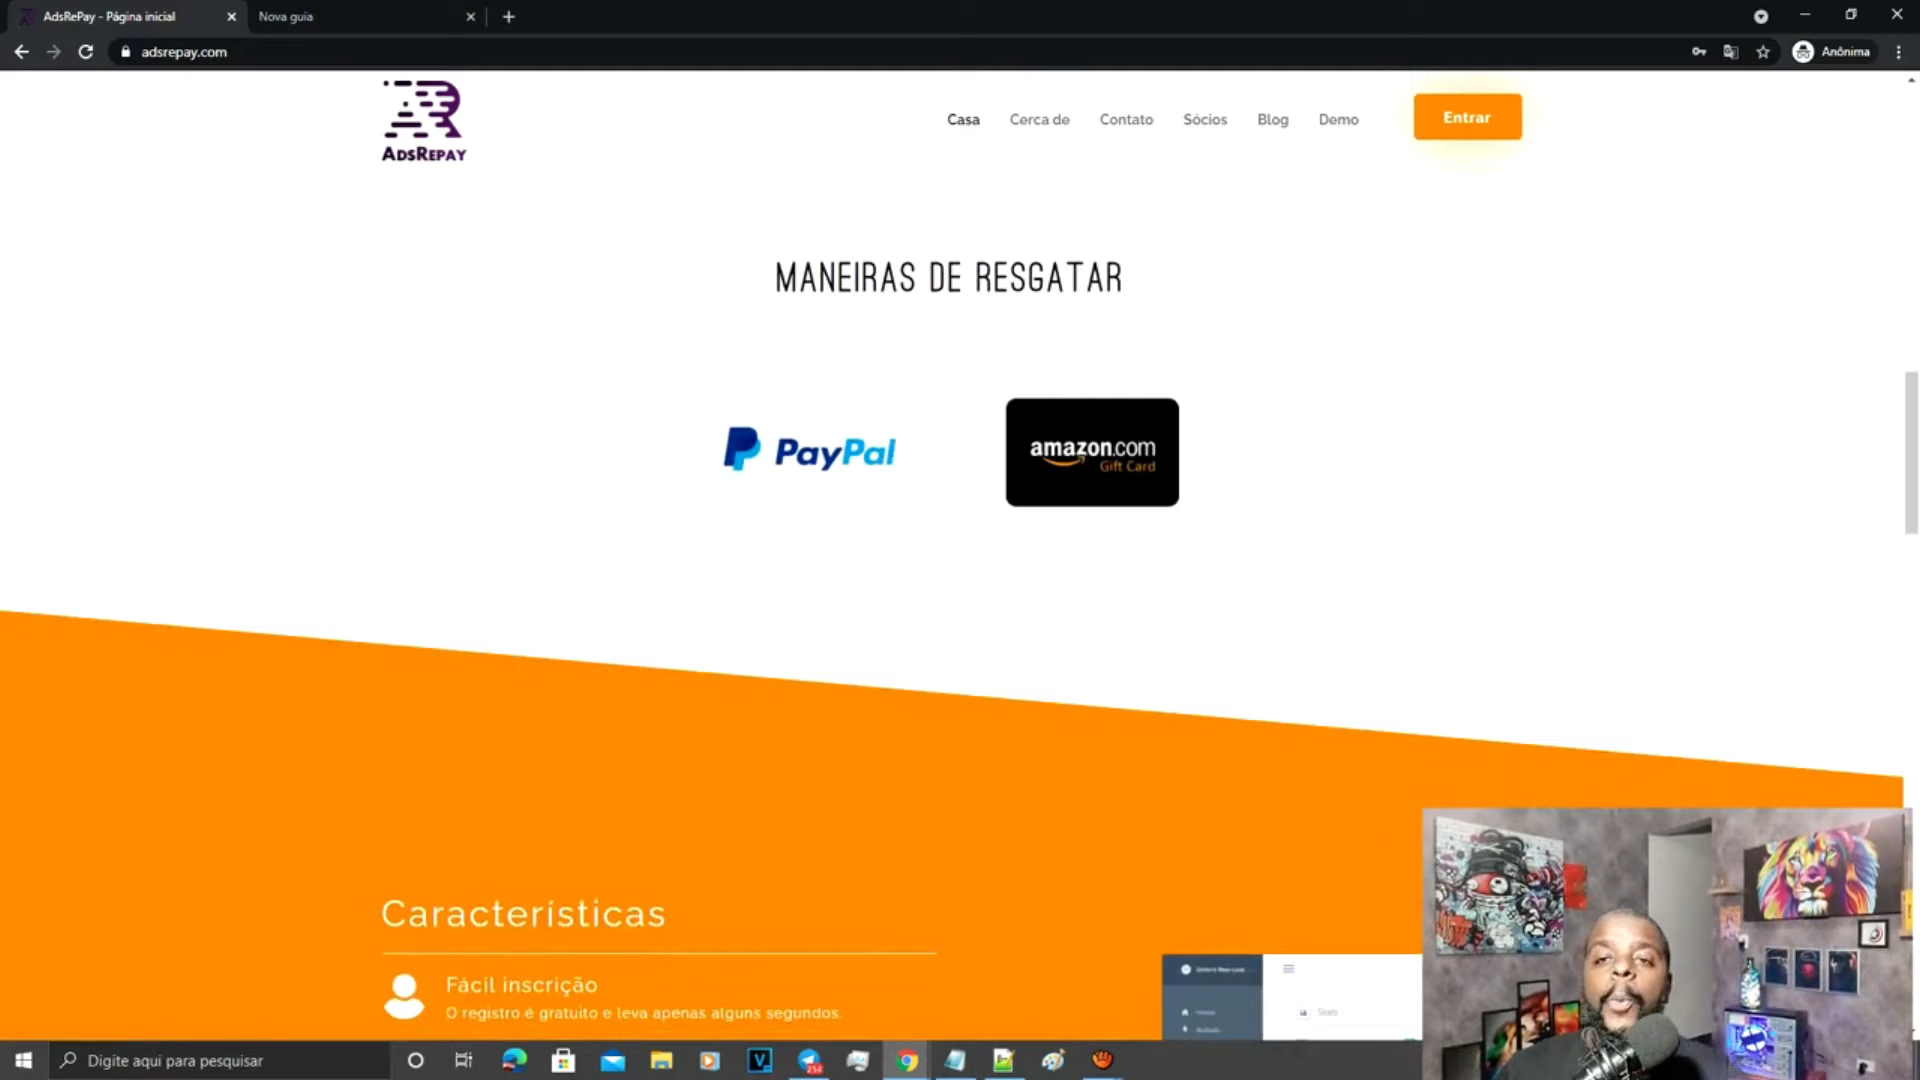 AdsRePay - Página inicial
Nova guia
adsrepay.com
Anônima
ADSREPAY
Casa
Cerca de
Contato
Sócios
Blog
Demo
Entrar
MANEIRAS DE RESGATAR
PayPal
amazon.com
Gift Card
Características
Fácil inscrição
O registro é gratuito e leva apenas alguns segundos.
Stats
Digite aqui para pesquisar